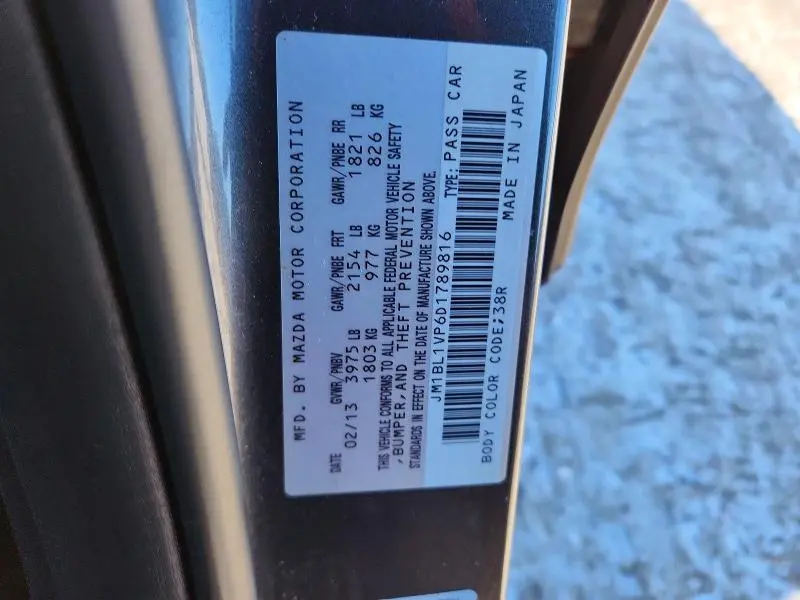 MFD. BY MAZDA MOTOR CORPORATION
DATE GVWR/PNBV GAWR/PNBE FRT GAWR/PNBE RR
02/13 3975 LB 2154 LB 1821 LB
1803 KG 977 KG 826 KG
THIS VEHICLE CONFORMS TO ALL APPLICABLE FEDERAL MOTOR VEHICLE SAFETY
,BUMPER,AND THEFT PREVENTION
STANDARDS IN EFFECT ON THE DATE OF MANUFACTURE SHOWN ABOVE.
JM1BL1VP6D1789816 TYPE: PASS CAR
BODY COLOR CODE;38R MADE IN JAPAN